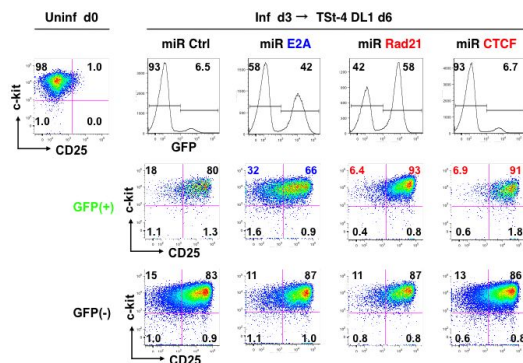 Uninf d0
Inf d3 → TSt-4 DL1 d6
miR Ctrl
miR E2A
miR Rad21
miR CTCF
98 1.0
1.0 0.0
c-kit
CD25
93 6.5
58 42
42 58
93 6.7
GFP
GFP(+)
c-kit
18 80
1.1 1.3
32 66
1.6 0.9
6.4 93
0.4 0.8
6.9 91
0.6 1.8
CD25
GFP(-)
c-kit
15 83
1.0 0.9
11 87
1.1 1.0
11 87
0.8 0.8
13 86
0.6
CD25